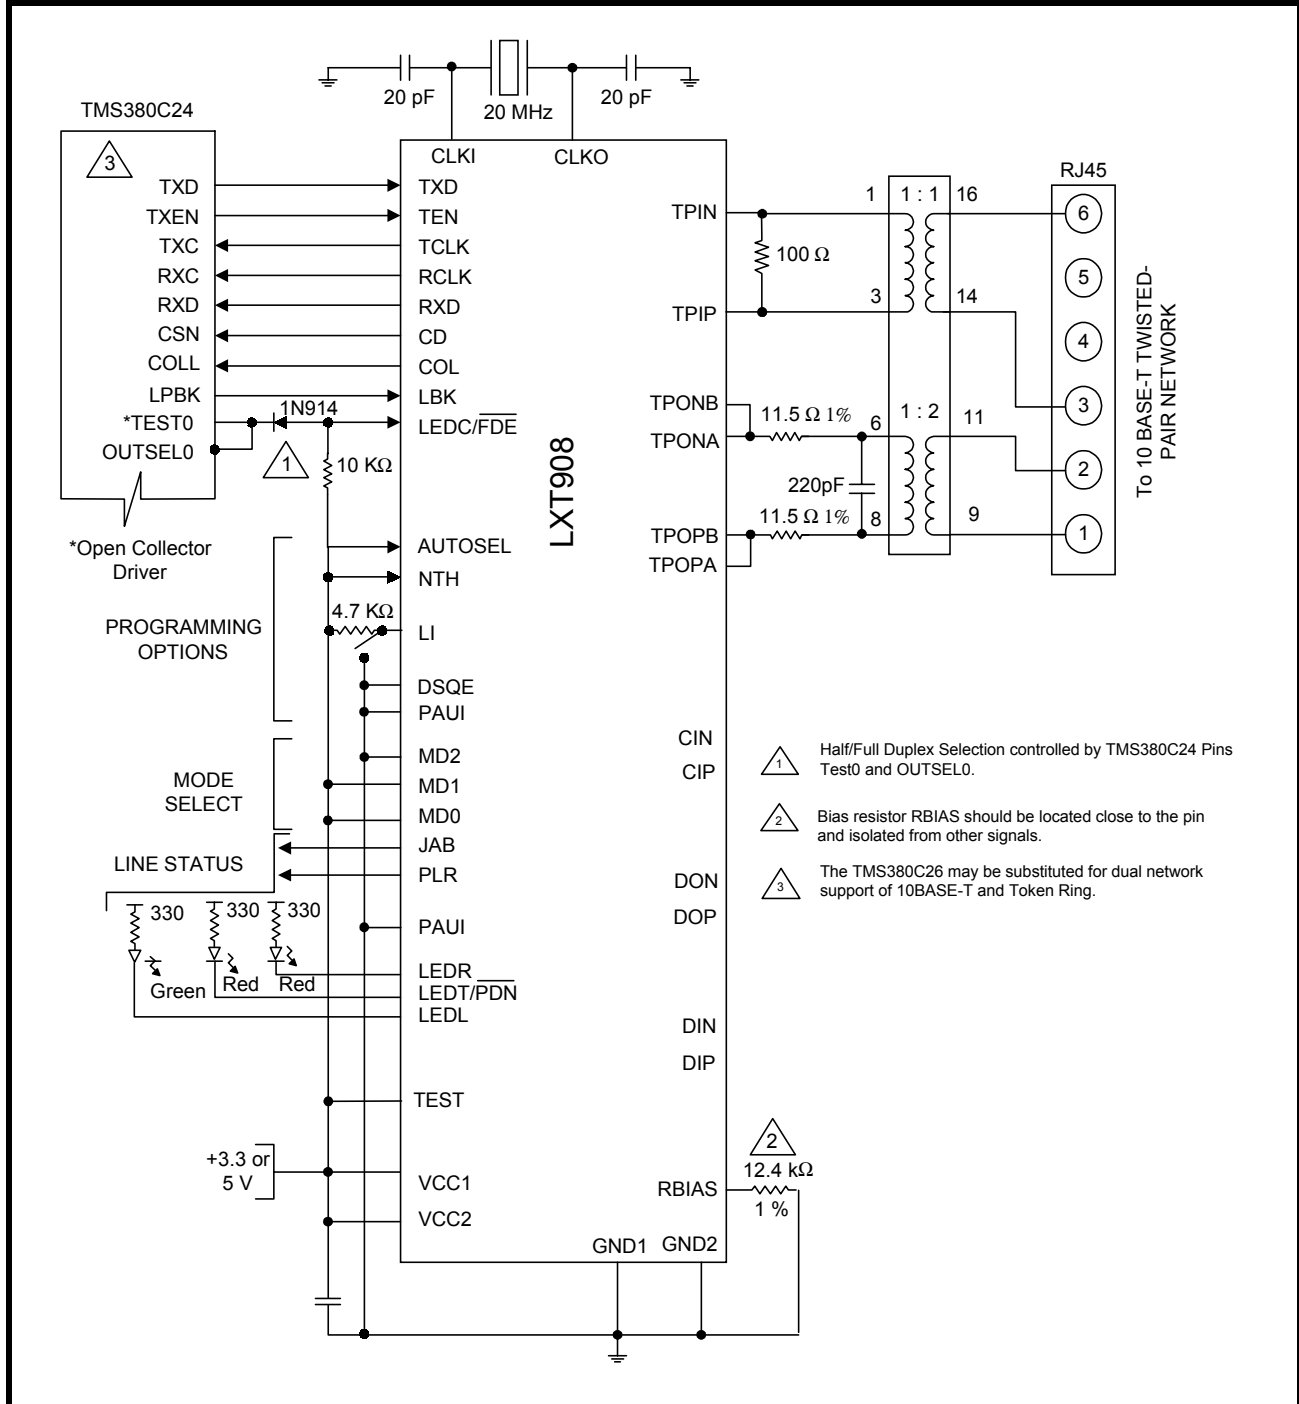 20 pF
20 MHz
20 pF
TMS380C24
3
TXD
TXEN
TXC
RXC
RXD
CSN
COLL
LPBK
*TEST0
OUTSEL0
*Open Collector
Driver
1N914
1
10 KΩ
CLKI
CLKO
TXD
TEN
TCLK
RCLK
RXD
CD
COL
LBK
LEDC/FDE
AUTOSEL
NTH
4.7 KΩ
LI
DSQE
PAUI
MD2
MD1
MD0
JAB
PLR
PAUI
LEDR
LEDT/PDN
LEDL
TEST
VCC1
VCC2
PROGRAMMING
OPTIONS
MODE
SELECT
LINE STATUS
330
330
330
Green
Red
Red
+3.3 or
5 V
LXT908
TPIN
TPIP
TPONB
TPONA
TPOPB
TPOPA
CIN
CIP
DON
DOP
DIN
DIP
RBIAS
GND1
GND2
100 Ω
11.5 Ω 1%
220pF
11.5 Ω 1%
1
1 : 1
16
3
14
6
1 : 2
11
8
9
RJ45
6
5
4
3
2
1
To 10 BASE-T TWISTED-
PAIR NETWORK
1
Half/Full Duplex Selection controlled by TMS380C24 Pins
Test0 and OUTSEL0.
2
Bias resistor RBIAS should be located close to the pin
and isolated from other signals.
3
The TMS380C26 may be substituted for dual network
support of 10BASE-T and Token Ring.
2
12.4 kΩ
1 %